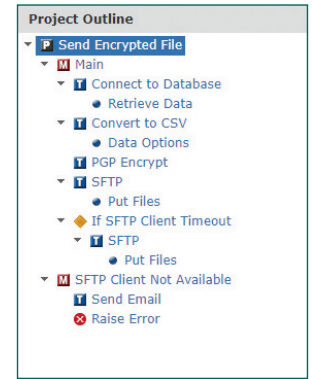 Project Outline
P Send Encrypted File
M Main
T Connect to Database
Retrieve Data
T Convert to CSV
Data Options
T PGP Encrypt
T SFTP
Put Files
If SFTP Client Timeout
T SFTP
Put Files
M SFTP Client Not Available
T Send Email
Raise Error